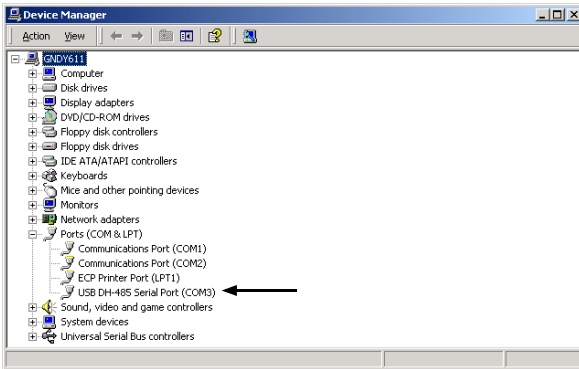 Device Manager
Action View
GNDY611
Computer
Disk drives
Display adapters
DVD/CD-ROM drives
Floppy disk controllers
Floppy disk drives
IDE ATA/ATAPI controllers
Keyboards
Mice and other pointing devices
Monitors
Network adapters
Ports (COM & LPT)
Communications Port (COM1)
Communications Port (COM2)
ECP Printer Port (LPT1)
USB DH-485 Serial Port (COM3)
Sound, video and game controllers
System devices
Universal Serial Bus controllers